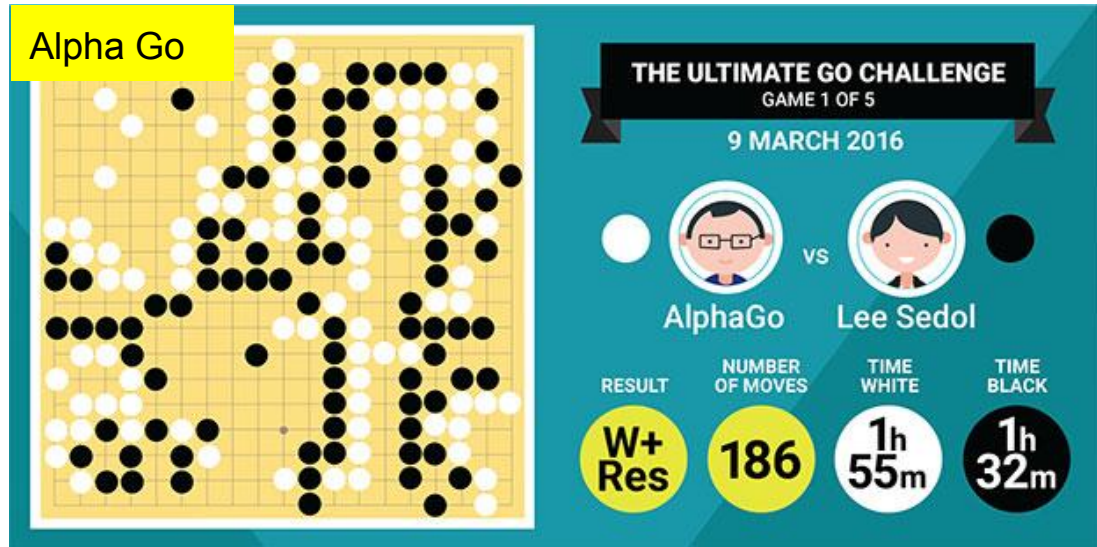 Alpha Go
THE ULTIMATE GO CHALLENGE
GAME 1 OF 5
9 MARCH 2016
vs
AlphaGo
Lee Sedol
RESULT
NUMBER
OF MOVES
TIME
WHITE
TIME
BLACK
W+
Res
186
1h
55m
1h
32m